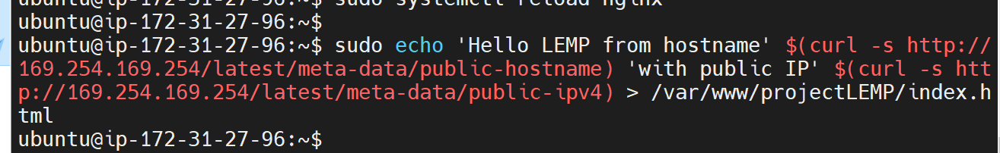 ubuntu@ip-172-31-27-96:~$ sudo systemctl reload nginx
ubuntu@ip-172-31-27-96:~$
ubuntu@ip-172-31-27-96:~$ sudo echo 'Hello LEMP from hostname' $(curl -s http://
169.254.169.254/latest/meta-data/public-hostname) 'with public IP' $(curl -s htt
p://169.254.169.254/latest/meta-data/public-ipv4) > /var/www/projectLEMP/index.h
tml
ubuntu@ip-172-31-27-96:~$